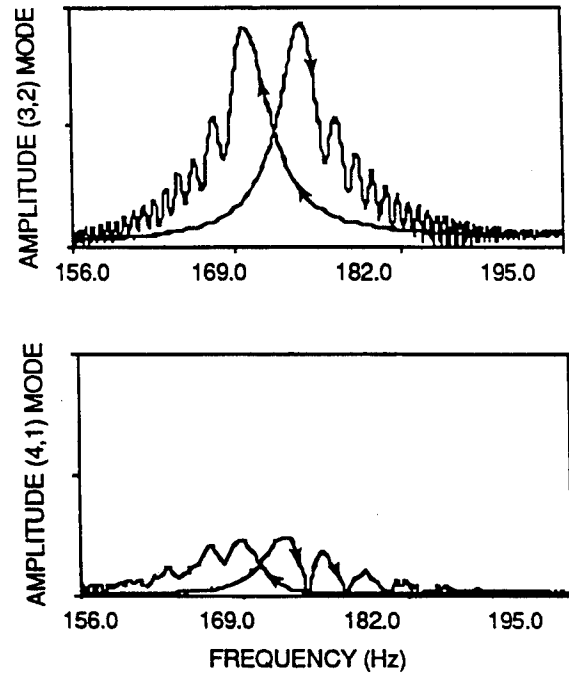 AMPLITUDE (3,2) MODE
156.0 169.0 182.0 195.0
AMPLITUDE (4,1) MODE
156.0 169.0 182.0 195.0
FREQUENCY (Hz)